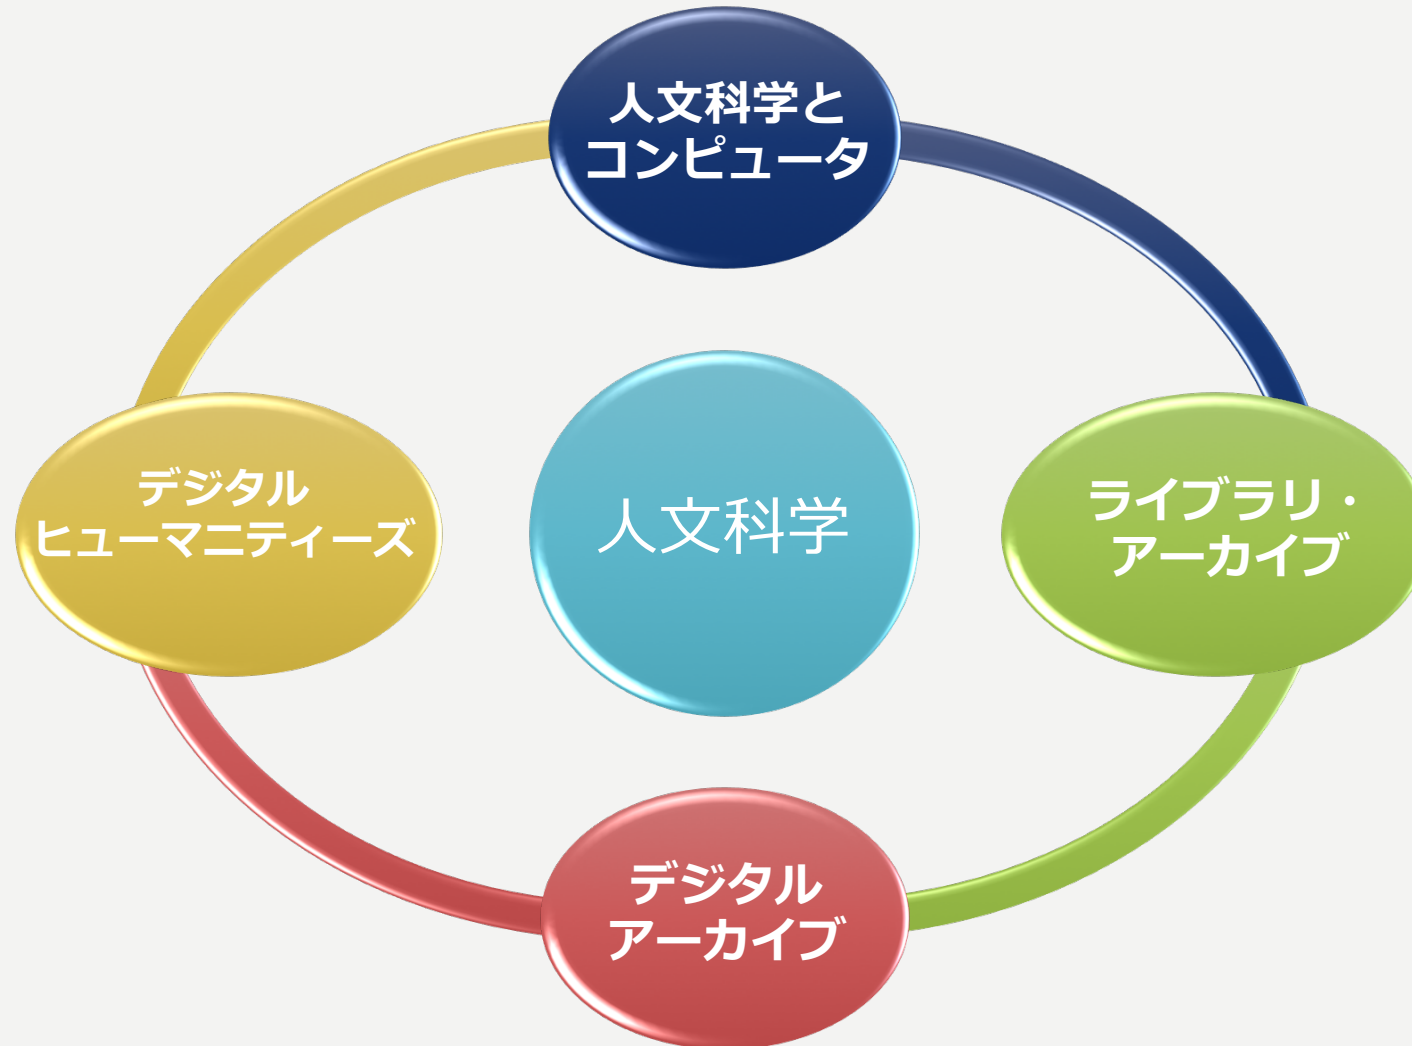 人文科学と
コンピュータ
デジタル
ヒューマニティーズ
人文科学
ライブラリ・
アーカイブ
デジタル
アーカイブ